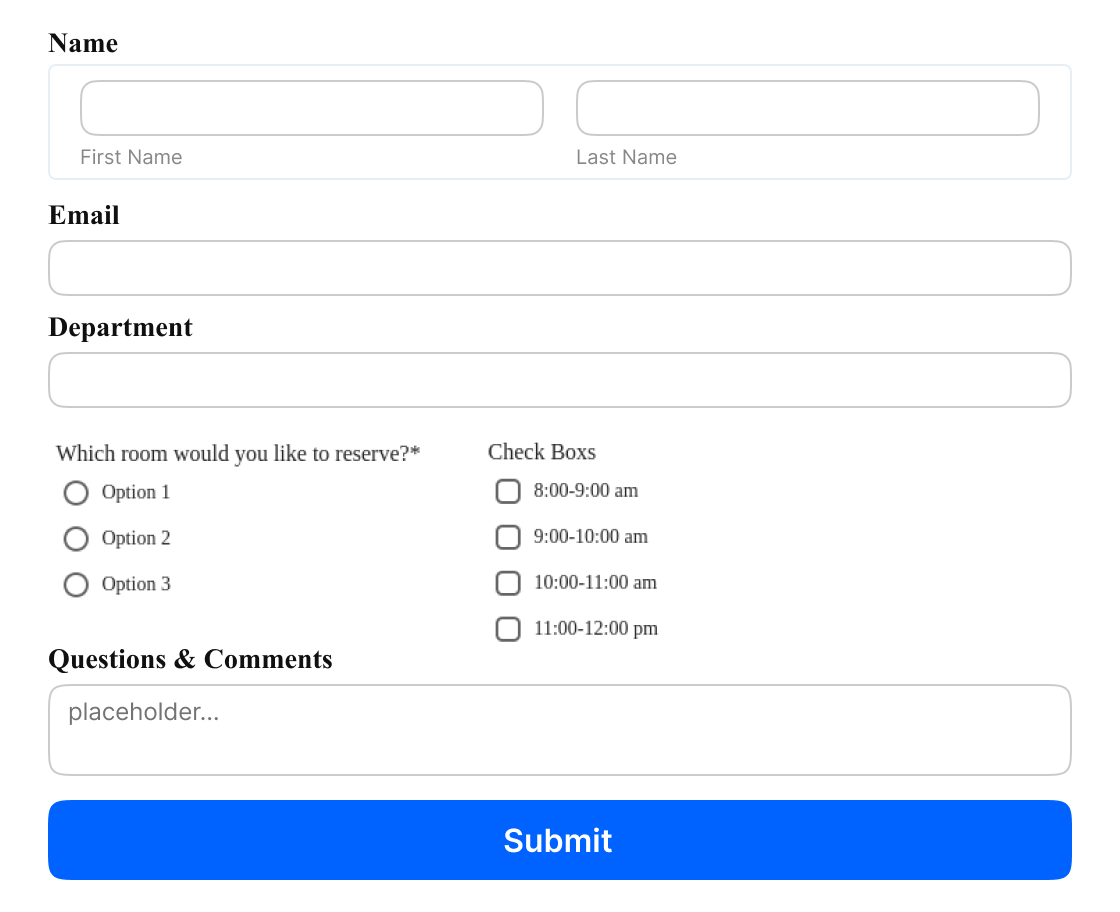 Name
First Name Last Name
Email
Department
Which room would you like to reserve?*
Option 1
Option 2
Option 3
Check Boxs
8:00-9:00 am
9:00-10:00 am
10:00-11:00 am
11:00-12:00 pm
Questions & Comments
placeholder...
Submit